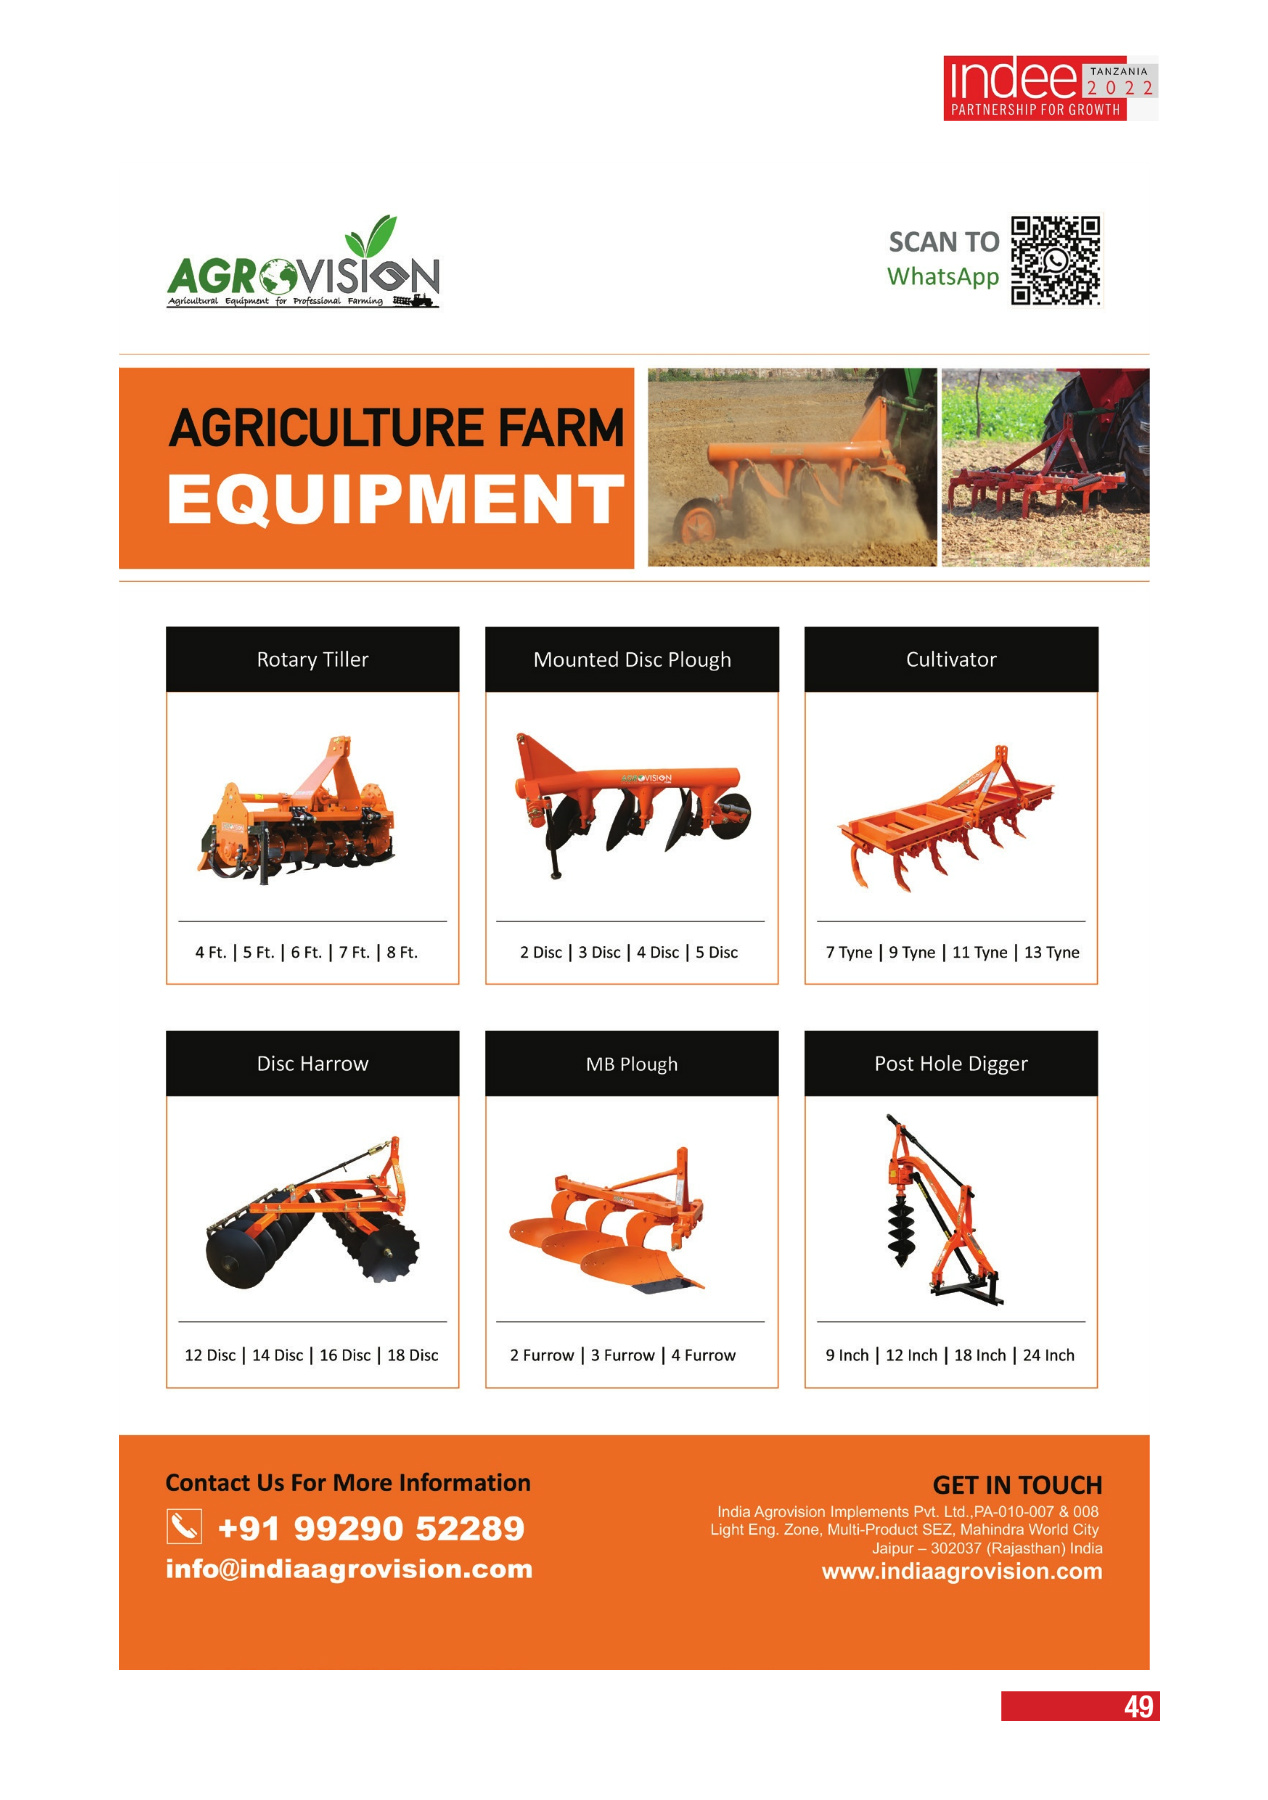 Indee TANZANIA
2022
PARTNERSHIP FOR GROWTH
AGROVISION
Agricultural Equipment for Professional Farming
SCAN TO
WhatsApp
AGRICULTURE FARM
EQUIPMENT
Rotary Tiller
Mounted Disc Plough
Cultivator
AGROVISION
4 Ft. | 5 Ft. | 6 Ft. | 7 Ft. | 8 Ft.
2 Disc | 3 Disc | 4 Disc | 5 Disc
7 Tyne | 9 Tyne | 11 Tyne | 13 Tyne
Disc Harrow
MB Plough
Post Hole Digger
12 Disc | 14 Disc | 16 Disc | 18 Disc
2 Furrow | 3 Furrow | 4 Furrow
9 Inch | 12 Inch | 18 Inch | 24 Inch
Contact Us For More Information
+91 99290 52289
info@indiaagrovision.com
GET IN TOUCH
India Agrovision Implements Pvt. Ltd.,PA-010-007 & 008
Light Eng. Zone, Multi-Product SEZ, Mahindra World City
Jaipur – 302037 (Rajasthan) India
www.indiaagrovision.com
49